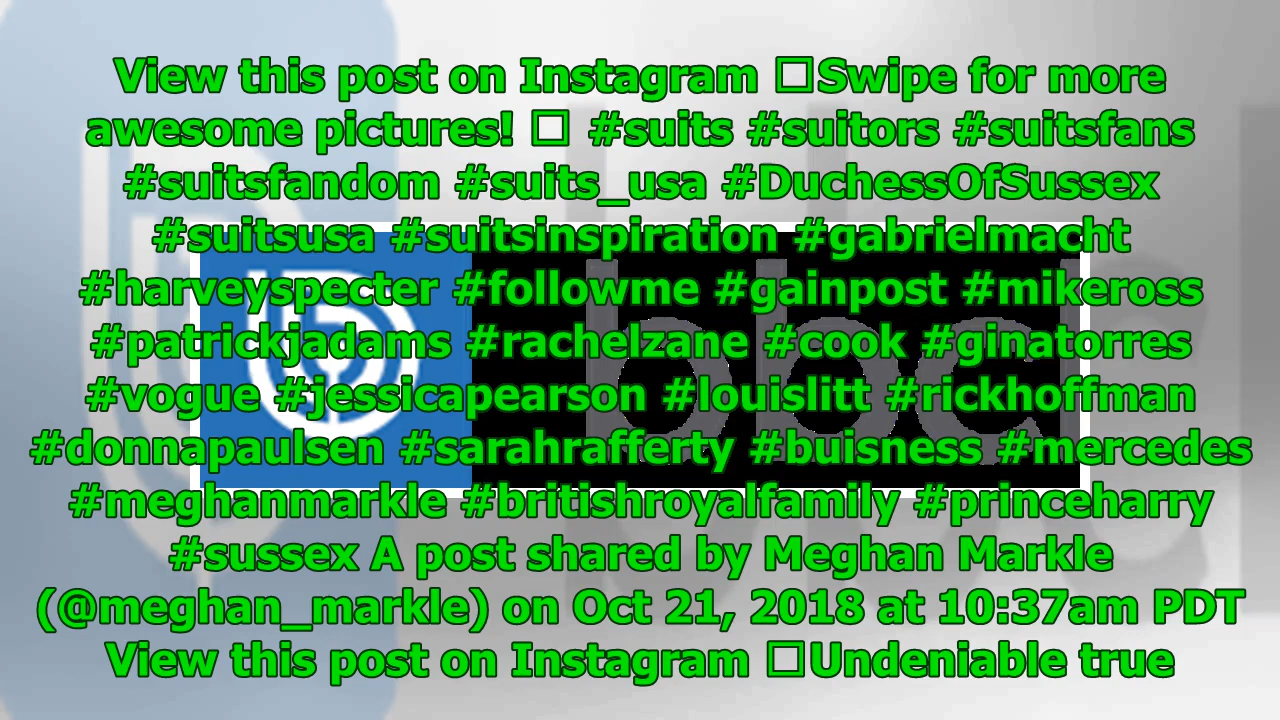 View this post on Instagram □Swipe for more
awesome pictures! □ #suits #suitors #suitsfans
#suitsfandom #suits_usa #DuchessOfSussex
#suitsusa #suitsinspiration #gabrielmacht
#harveyspecter #followme #gainpost #mikeross
#patrickjadams #rachelzane #cook #ginatorres
#vogue #jessicapearson #louislitt #rickhoffman
#donnapaulsen #sarahrafferty #buisness #mercedes
#meghanmarkle #britishroyalfamily #princeharry
#sussex A post shared by Meghan Markle
(@meghan_markle) on Oct 21, 2018 at 10:37am PDT
View this post on Instagram □Undeniable true
bbc